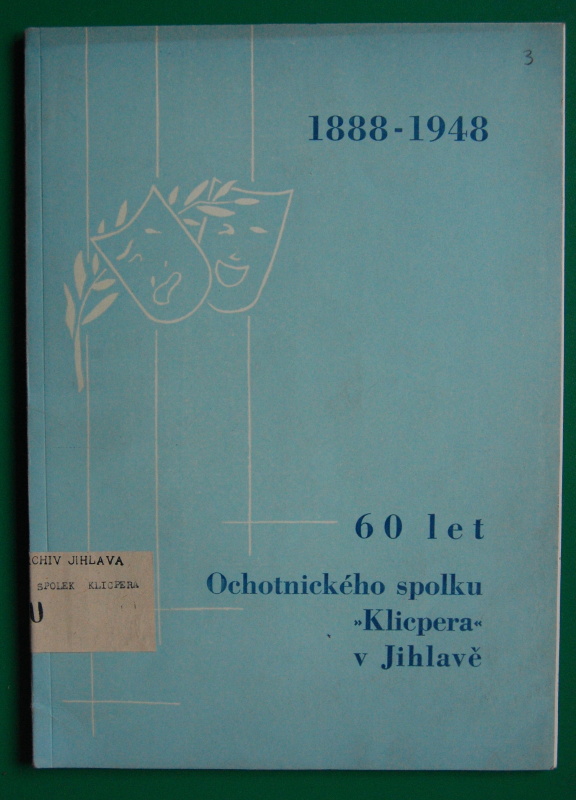 3
1888-1948
60 let
Ochotnického spolku
»Klicpera«
v Jihlavě
CHIV JIHLAVA
SPOLEK KLICPERA